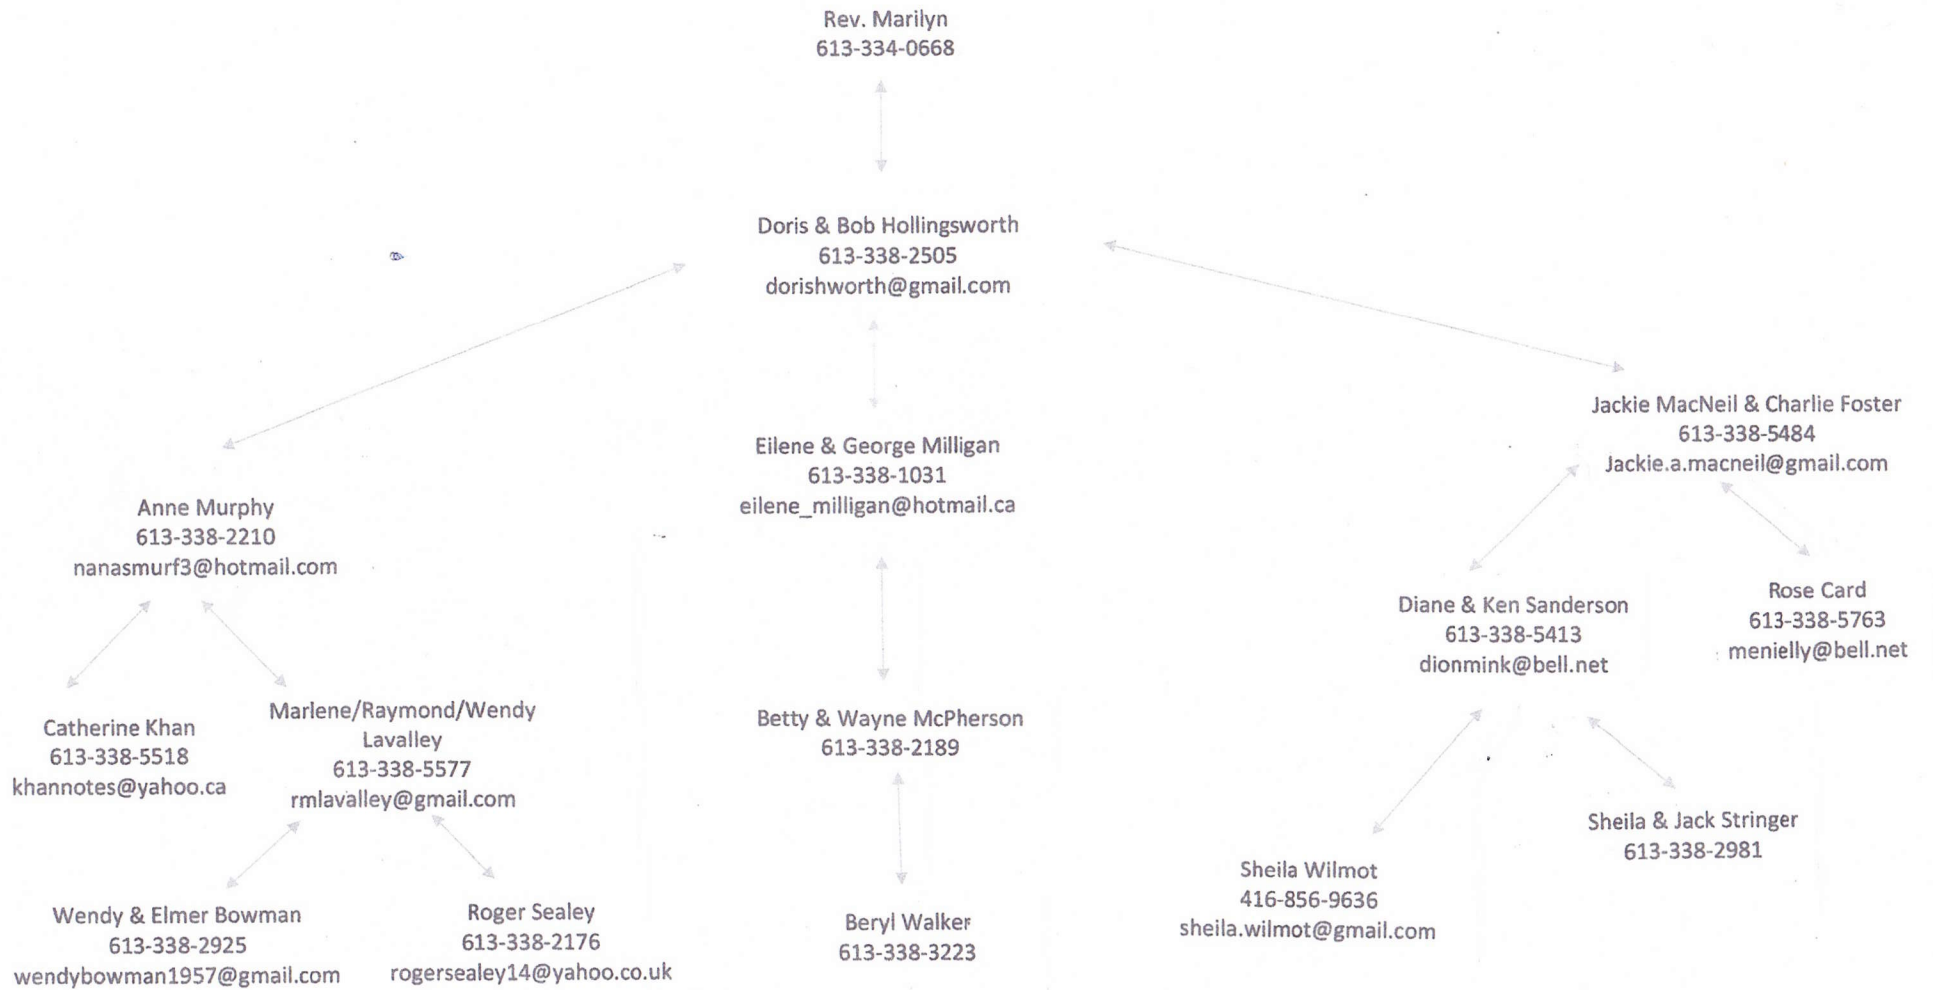 Rev. Marilyn
613-334-0668
Doris & Bob Hollingsworth
613-338-2505
dorishworth@gmail.com
Jackie MacNeil & Charlie Foster
613-338-5484
Jackie.a.macneil@gmail.com
Eilene & George Milligan
613-338-1031
eilene_milligan@hotmail.ca
Anne Murphy
613-338-2210
nanasmurf3@hotmail.com
Diane & Ken Sanderson
613-338-5413
dionmink@bell.net
Rose Card
613-338-5763
menielly@bell.net
Catherine Khan
613-338-5518
khannotes@yahoo.ca
Marlene/Raymond/Wendy
Lavalley
613-338-5577
rmlavalley@gmail.com
Betty & Wayne McPherson
613-338-2189
Sheila & Jack Stringer
613-338-2981
Sheila Wilmot
416-856-9636
sheila.wilmot@gmail.com
Wendy & Elmer Bowman
613-338-2925
wendybowman1957@gmail.com
Roger Sealey
613-338-2176
rogersealey14@yahoo.co.uk
Beryl Walker
613-338-3223